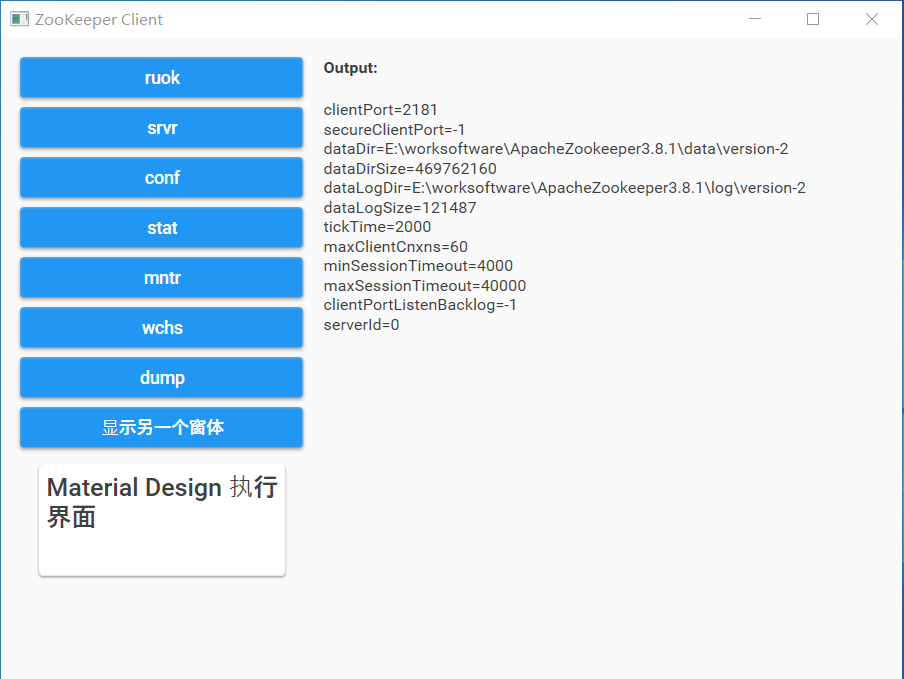 ZooKeeper Client
ruok
srvr
conf
stat
mntr
wchs
dump
显示另一个窗体
Material Design 执行
界面
Output:
clientPort=2181
secureClientPort=-1
dataDir=E:\worksoftware\ApacheZookeeper3.8.1\data\version-2
dataDirSize=469762160
dataLogDir=E:\worksoftware\ApacheZookeeper3.8.1\log\version-2
dataLogSize=121487
tickTime=2000
maxClientCnxns=60
minSessionTimeout=4000
maxSessionTimeout=40000
clientPortListenBacklog=-1
serverId=0